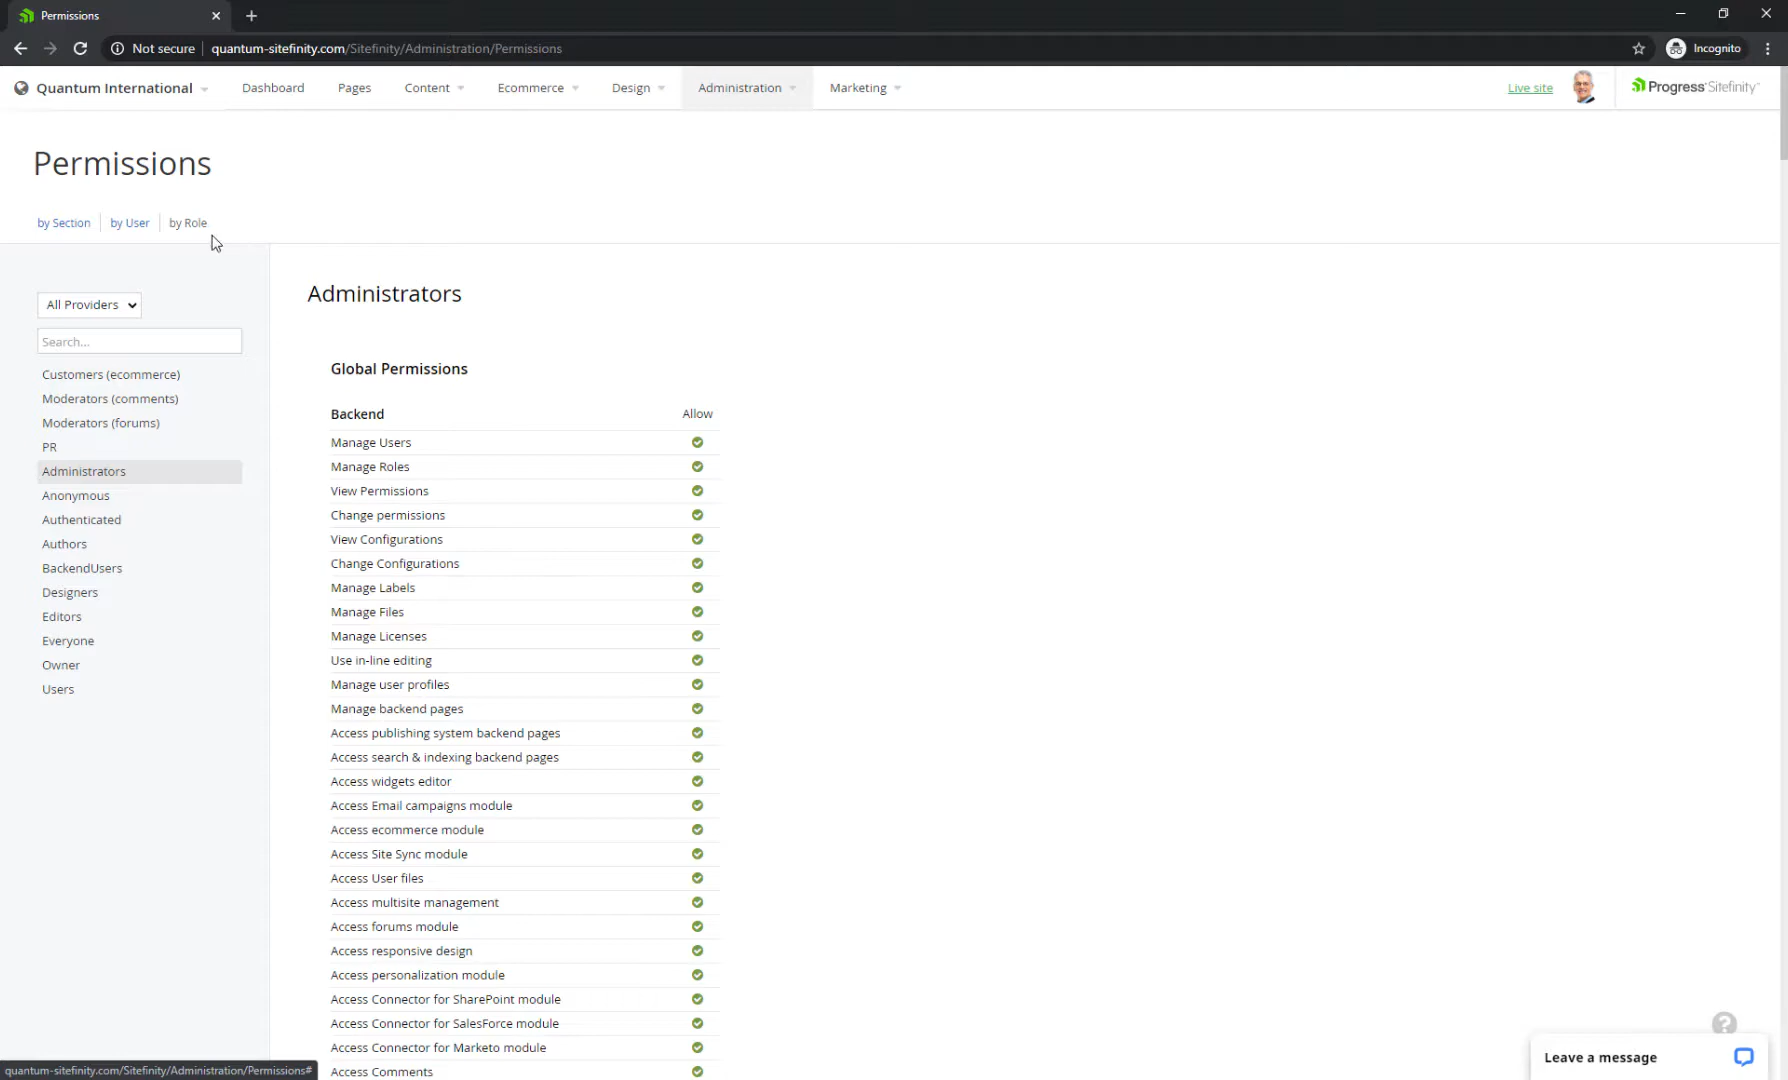 Permissions
Not secure
quantum-sitefinity.com/Sitefinity/Administration/Permissions
Incognito
Quantum International
Dashboard
Pages
Content
Ecommerce
Design
Administration
Marketing
Live site
Progress Sitefinity
Permissions
by Section
by User
by Role
All Providers
Search...
Customers (ecommerce)
Moderators (comments)
Moderators (forums)
PR
Administrators
Anonymous
Authenticated
Authors
BackendUsers
Designers
Editors
Everyone
Owner
Users
Administrators
Global Permissions
Backend Allow
Manage Users
Manage Roles
View Permissions
Change permissions
View Configurations
Change Configurations
Manage Labels
Manage Files
Manage Licenses
Use in-line editing
Manage user profiles
Manage backend pages
Access publishing system backend pages
Access search & indexing backend pages
Access widgets editor
Access Email campaigns module
Access ecommerce module
Access Site Sync module
Access User files
Access multisite management
Access forums module
Access responsive design
Access personalization module
Access Connector for SharePoint module
Access Connector for SalesForce module
Access Connector for Marketo module
Access Comments
?
Leave a message
quantum-sitefinity.com/Sitefinity/Administration/Permissions#